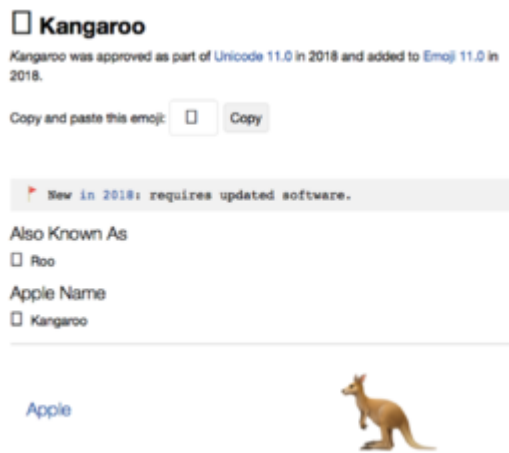 Kangaroo
Kangaroo was approved as part of Unicode 11.0 in 2018 and added to Emoji 11.0 in
2018.
Copy and paste this emoji: Copy
New in 2018: requires updated software.
Also Known As
Roo
Apple Name
Kangaroo
Apple